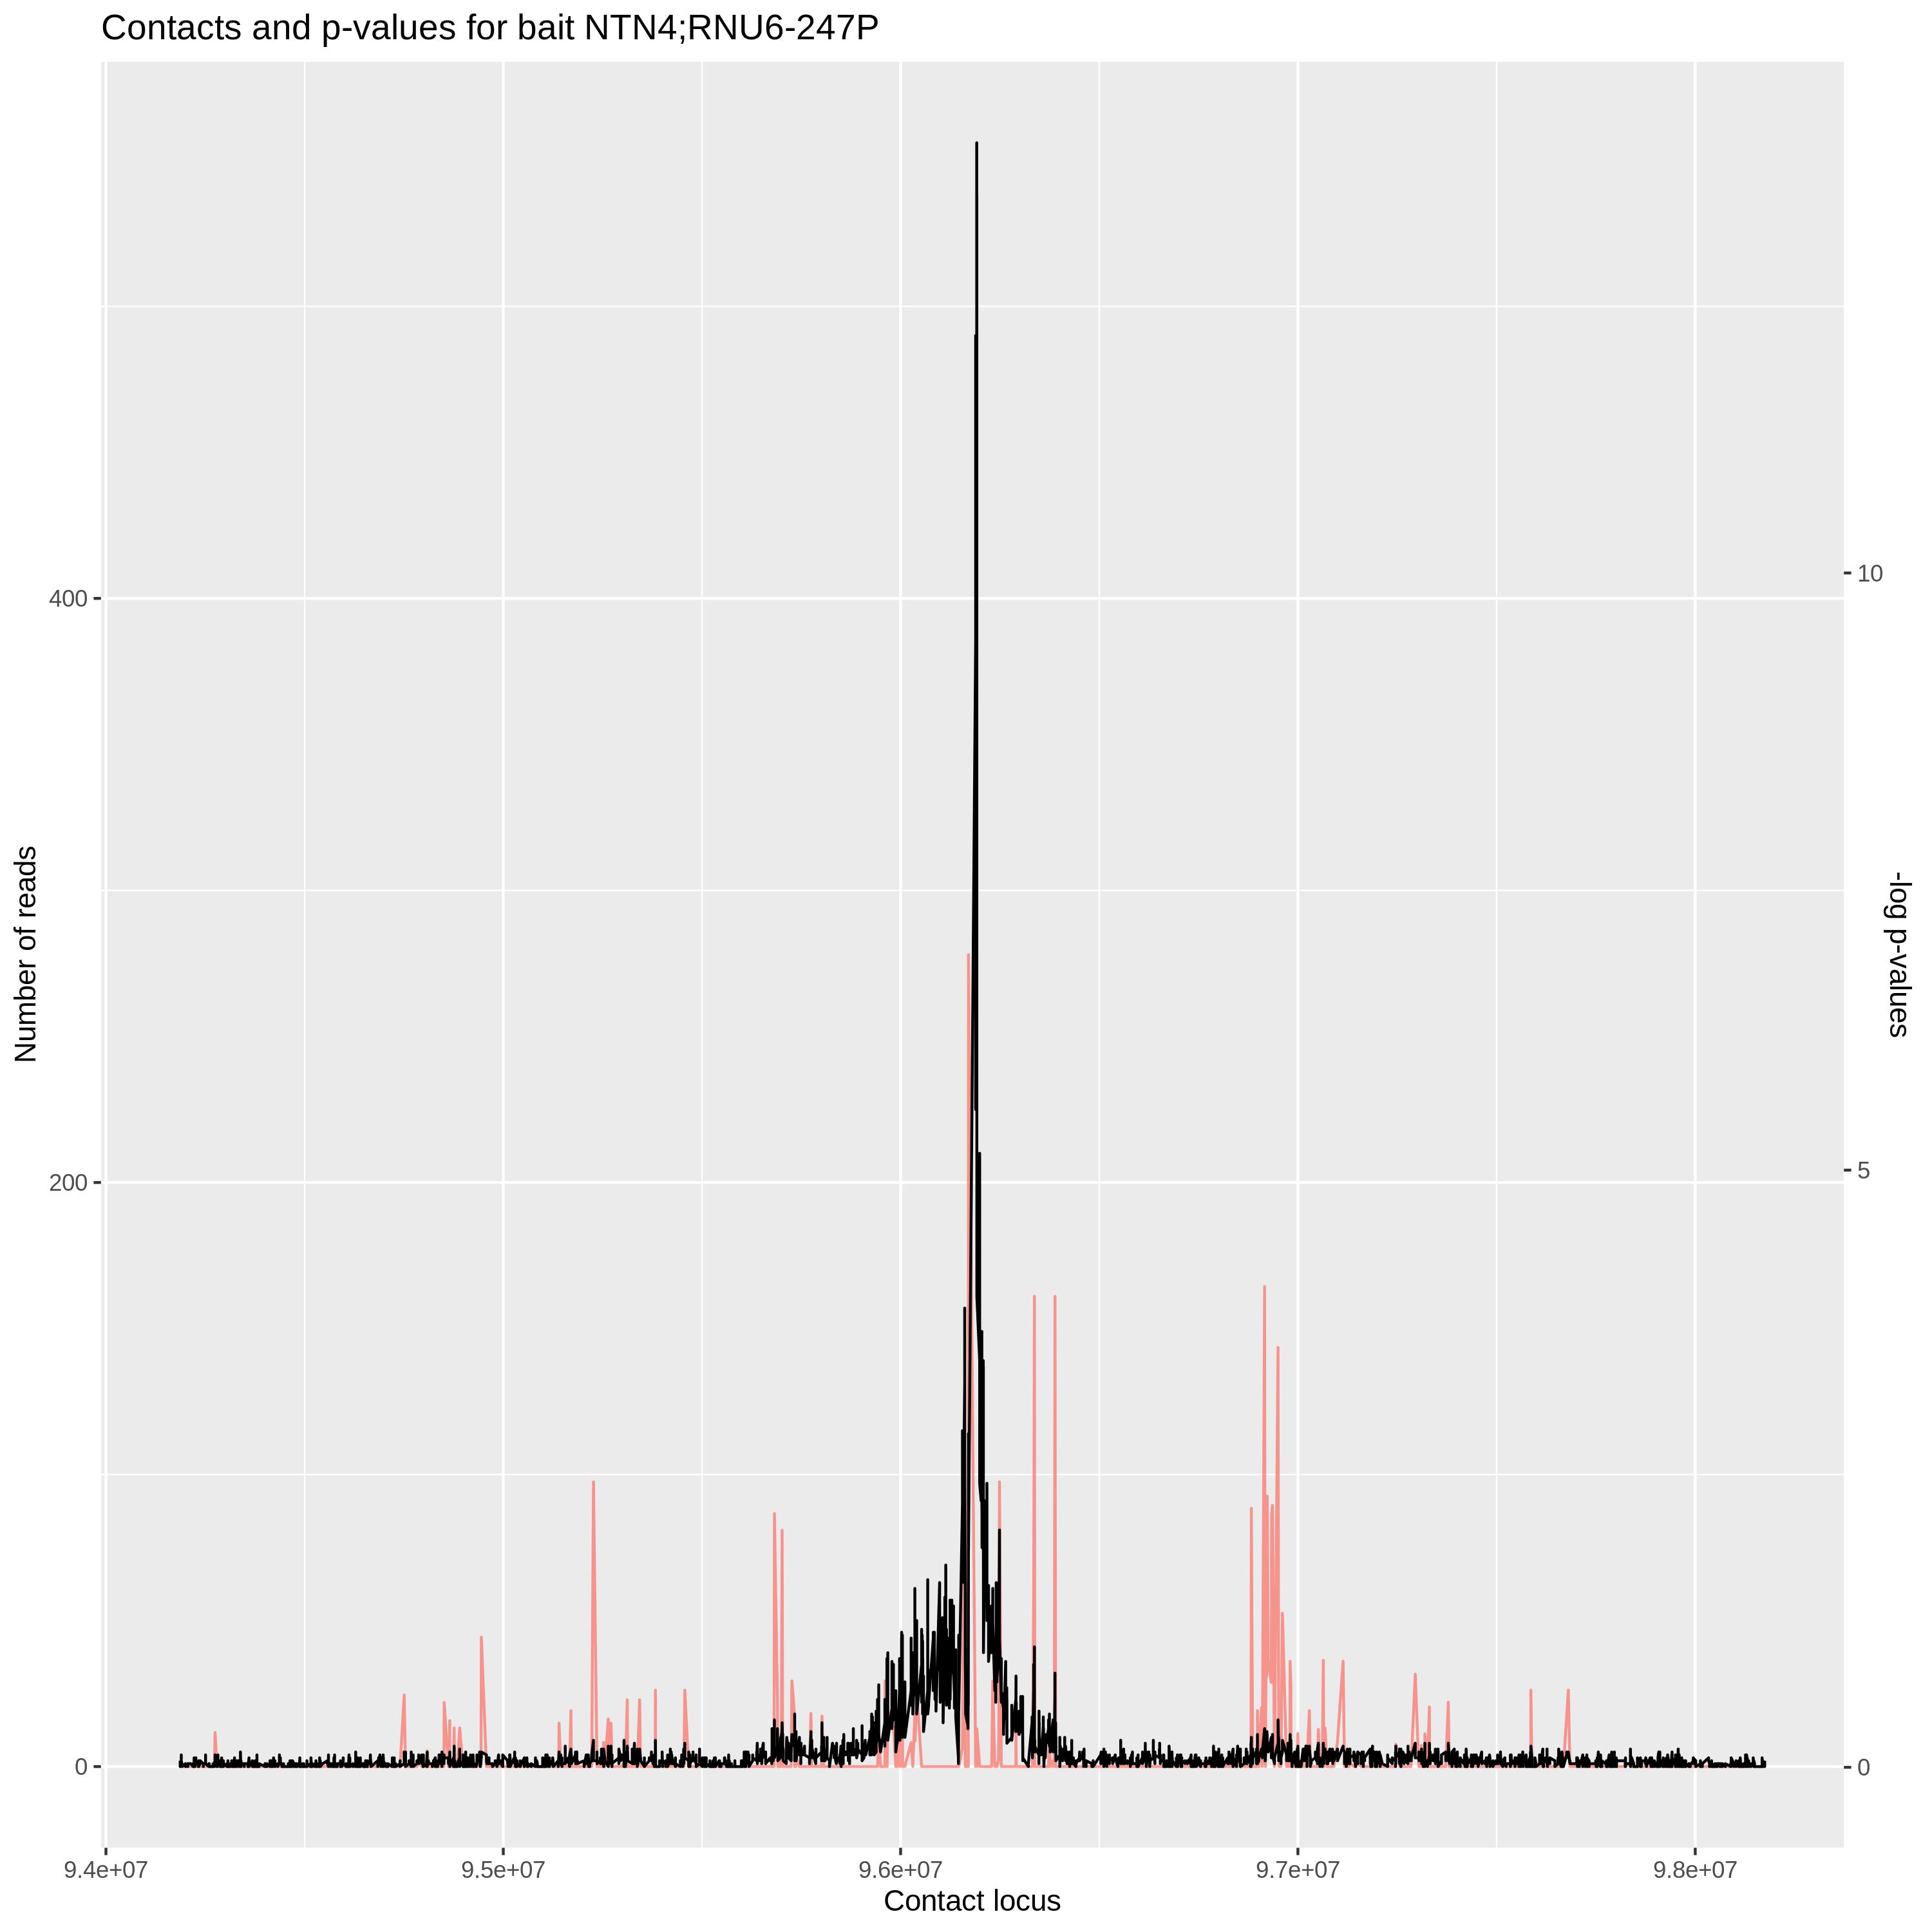 Contacts and p-values for bait NTN4;RNU6-247P
Number of reads
400
200
0
10
5
0
-log p-values
9.4e+07
9.5e+07
9.6e+07
9.7e+07
9.8e+07
Contact locus